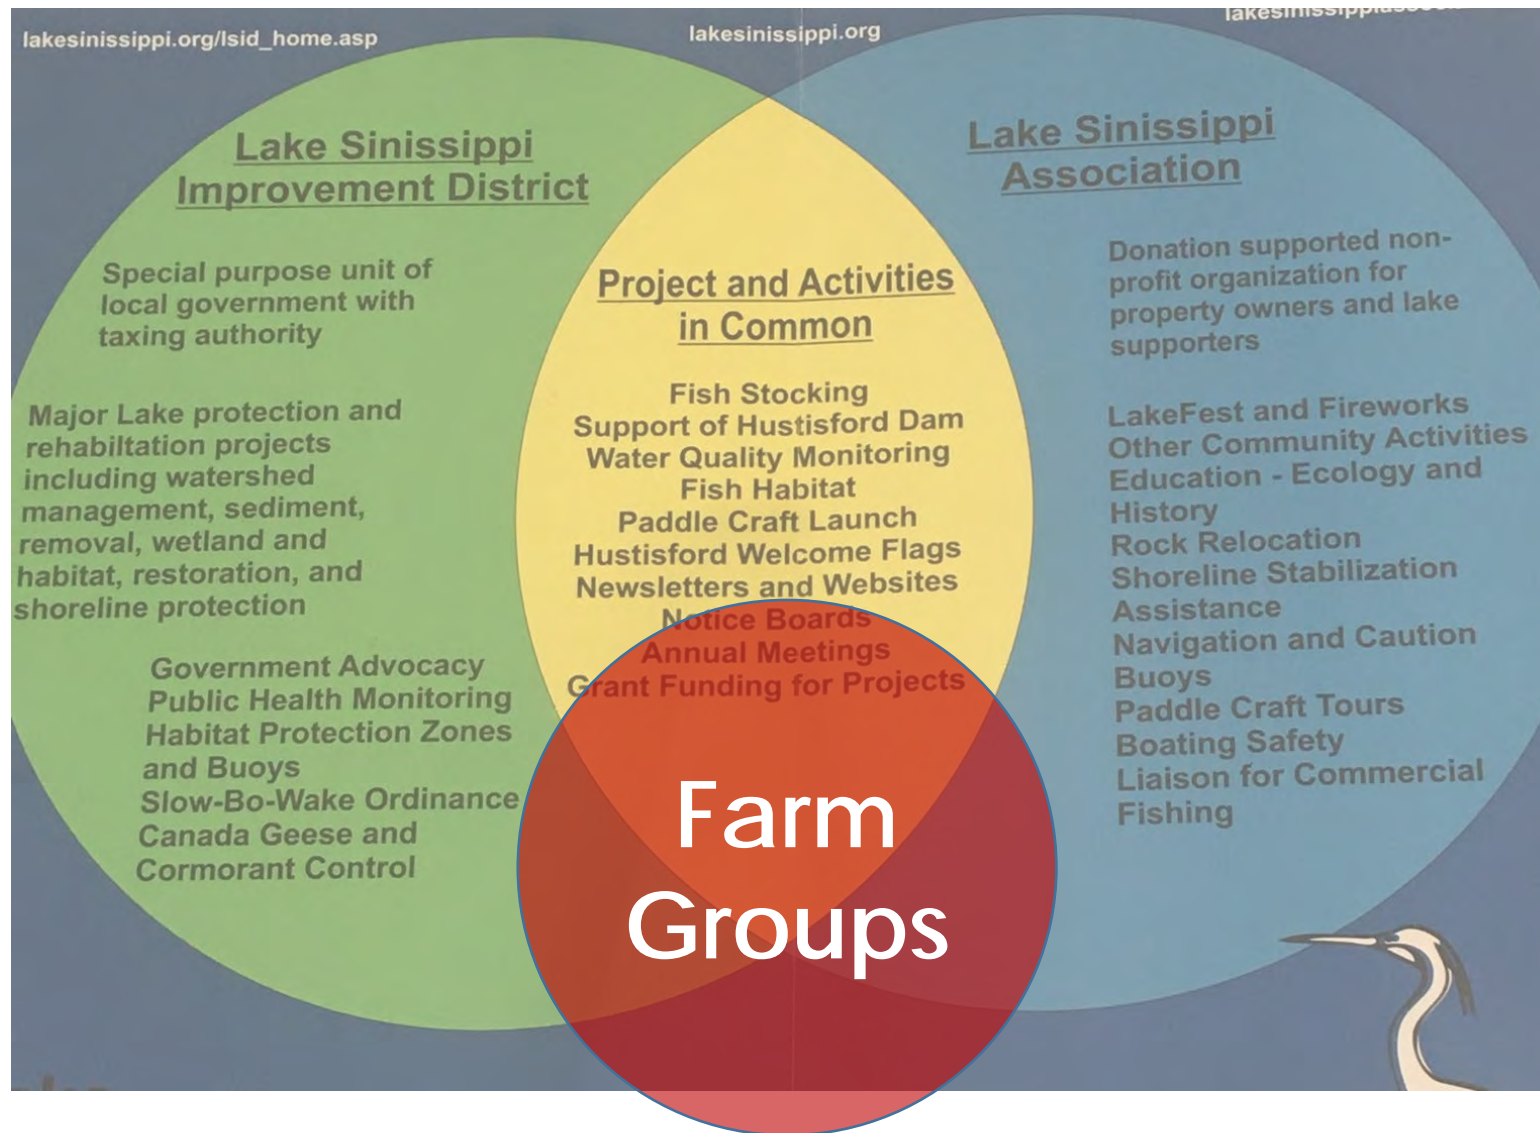 lakesinissippi.org/lsid_home.asp
lakesinissippi.org
Lake Sinissippi
Improvement District
Special purpose unit of
local government with
taxing authority
Major Lake protection and
rehabiltation projects
including watershed
management, sediment,
removal, wetland and
habitat, restoration, and
shoreline protection
Government Advocacy
Public Health Monitoring
Habitat Protection Zones
and Buoys
Slow-Bo-Wake Ordinance
Canada Geese and
Cormorant Control
Project and Activities
in Common
Fish Stocking
Support of Hustisford Dam
Water Quality Monitoring
Fish Habitat
Paddle Craft Launch
Hustisford Welcome Flags
Newsletters and Websites
Notice Boards
Annual Meetings
Grant Funding for Projects
Lake Sinissippi
Association
Donation supported non-
profit organization for
property owners and lake
supporters
LakeFest and Fireworks
Other Community Activities
Education - Ecology and
History
Rock Relocation
Shoreline Stabilization
Assistance
Navigation and Caution
Buoys
Paddle Craft Tours
Boating Safety
Liaison for Commercial
Fishing
Farm
Groups